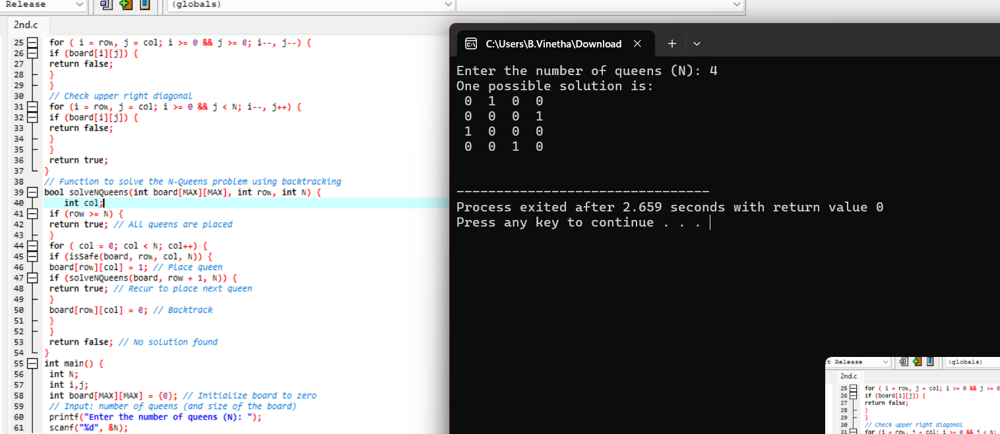 Release
(globals)
2nd.c
25 for ( i = row, j = col; i >= 0 && j >= 0; i--, j--) {
26 if (board[i][j]) {
27 return false;
28 }
29 }
30 // Check upper right diagonal
31 for (i = row, j = col; i >= 0 && j < N; i--, j++) {
32 if (board[i][j]) {
33 return false;
34 }
35 }
36 return true;
37 }
38 // Function to solve the N-Queens problem using backtracking
39 bool solveNQueens(int board[MAX][MAX], int row, int N) {
40 int col;
41 if (row >= N) {
42 return true; // All queens are placed
43 }
44 for ( col = 0; col < N; col++) {
45 if (isSafe(board, row, col, N)) {
46 board[row][col] = 1; // Place queen
47 if (solveNQueens(board, row + 1, N)) {
48 return true; // Recur to place next queen
49 }
50 board[row][col] = 0; // Backtrack
51 }
52 }
53 return false; // No solution found
54 }
55 int main() {
56 int N;
57 int i,j;
58 int board[MAX][MAX] = {0}; // Initialize board to zero
59 // Input: number of queens (and size of the board)
60 printf("Enter the number of queens (N): ");
61 scanf("%d", &N);
C:\Users\B.Vinetha\Download
Enter the number of queens (N): 4
One possible solution is:
0 1 0 0
0 0 0 1
1 0 0 0
0 0 1 0
--------------------------------
Process exited after 2.659 seconds with return value 0
Press any key to continue . . .
t Release
(globals)
2nd.c
25 for ( i = row, j = col; i >= 0 && j >= 0
26 if (board[i][j]) {
27 return false;
28 }
29 }
30 // Check upper right diagonal
31 for (i = row, j = col; i >= 0 && j < N;